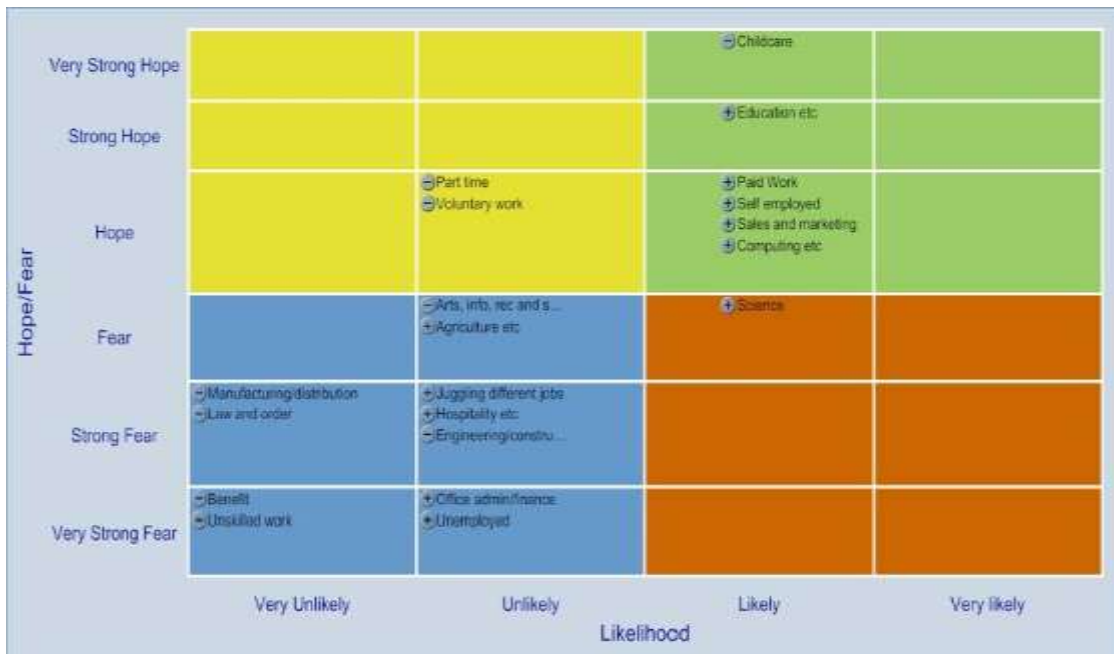 Childcare
Very Strong Hope
Education etc
Strong Hope
Part time
Paid Work
Voluntary work
Self employed
Sales and marketing
Hope
Computing etc
Hope/Fear
Arts, info, rec and s...
Science
Agriculture etc
Fear
Manufacturing/distribution
Juggling different jobs
Law and order
Hospitality etc
Strong Fear
Engineering/constru...
Benefit
Office admin/finance
Unskilled work
Unemployed
Very Strong Fear
Very Unlikely
Unlikely
Likely
Very likely
Likelihood